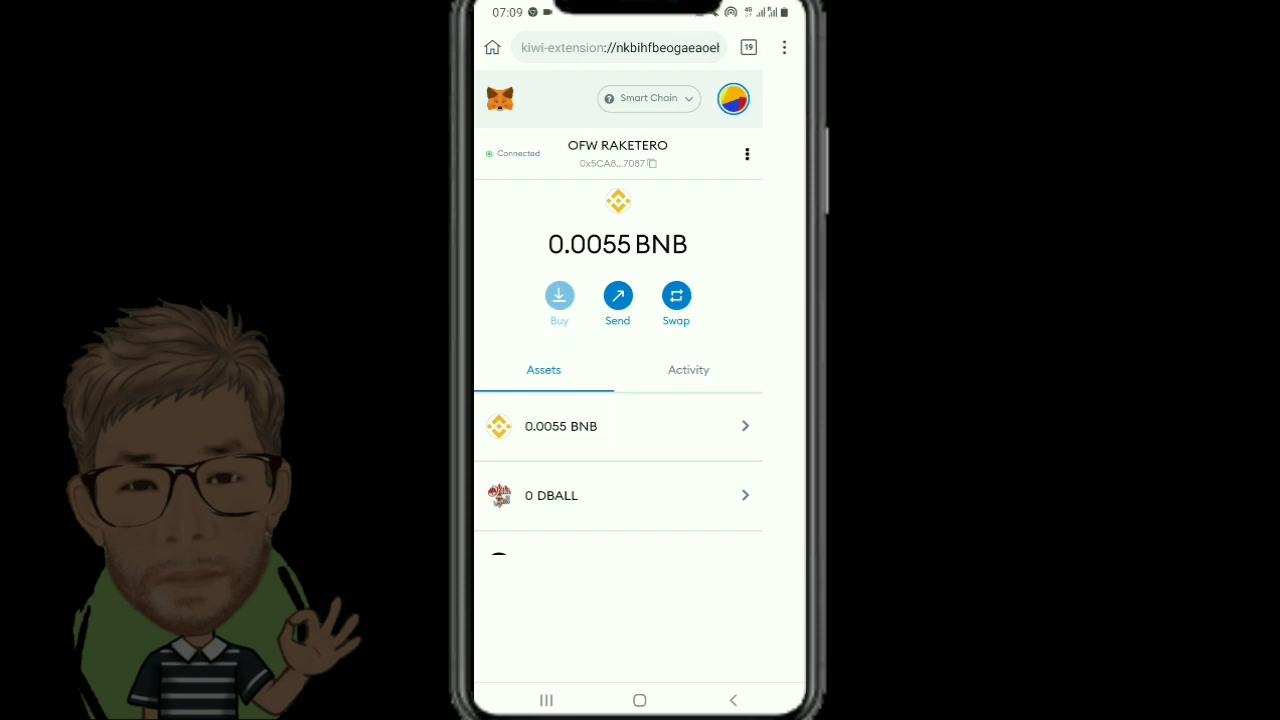 07:09
kiwi-extension://nkbihfbeogaeaoeh
19
Smart Chain
Connected
OFW RAKETERO
0x5CA8...7087
0.0055 BNB
Buy
Send
Swap
Assets
Activity
0.0055 BNB
0 DBALL